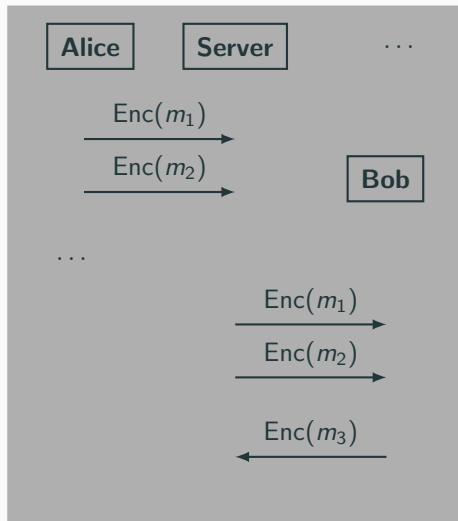 Alice Server ...
Enc(m₁)
Enc(m₂)
Bob
...
Enc(m₁)
Enc(m₂)
Enc(m₃)